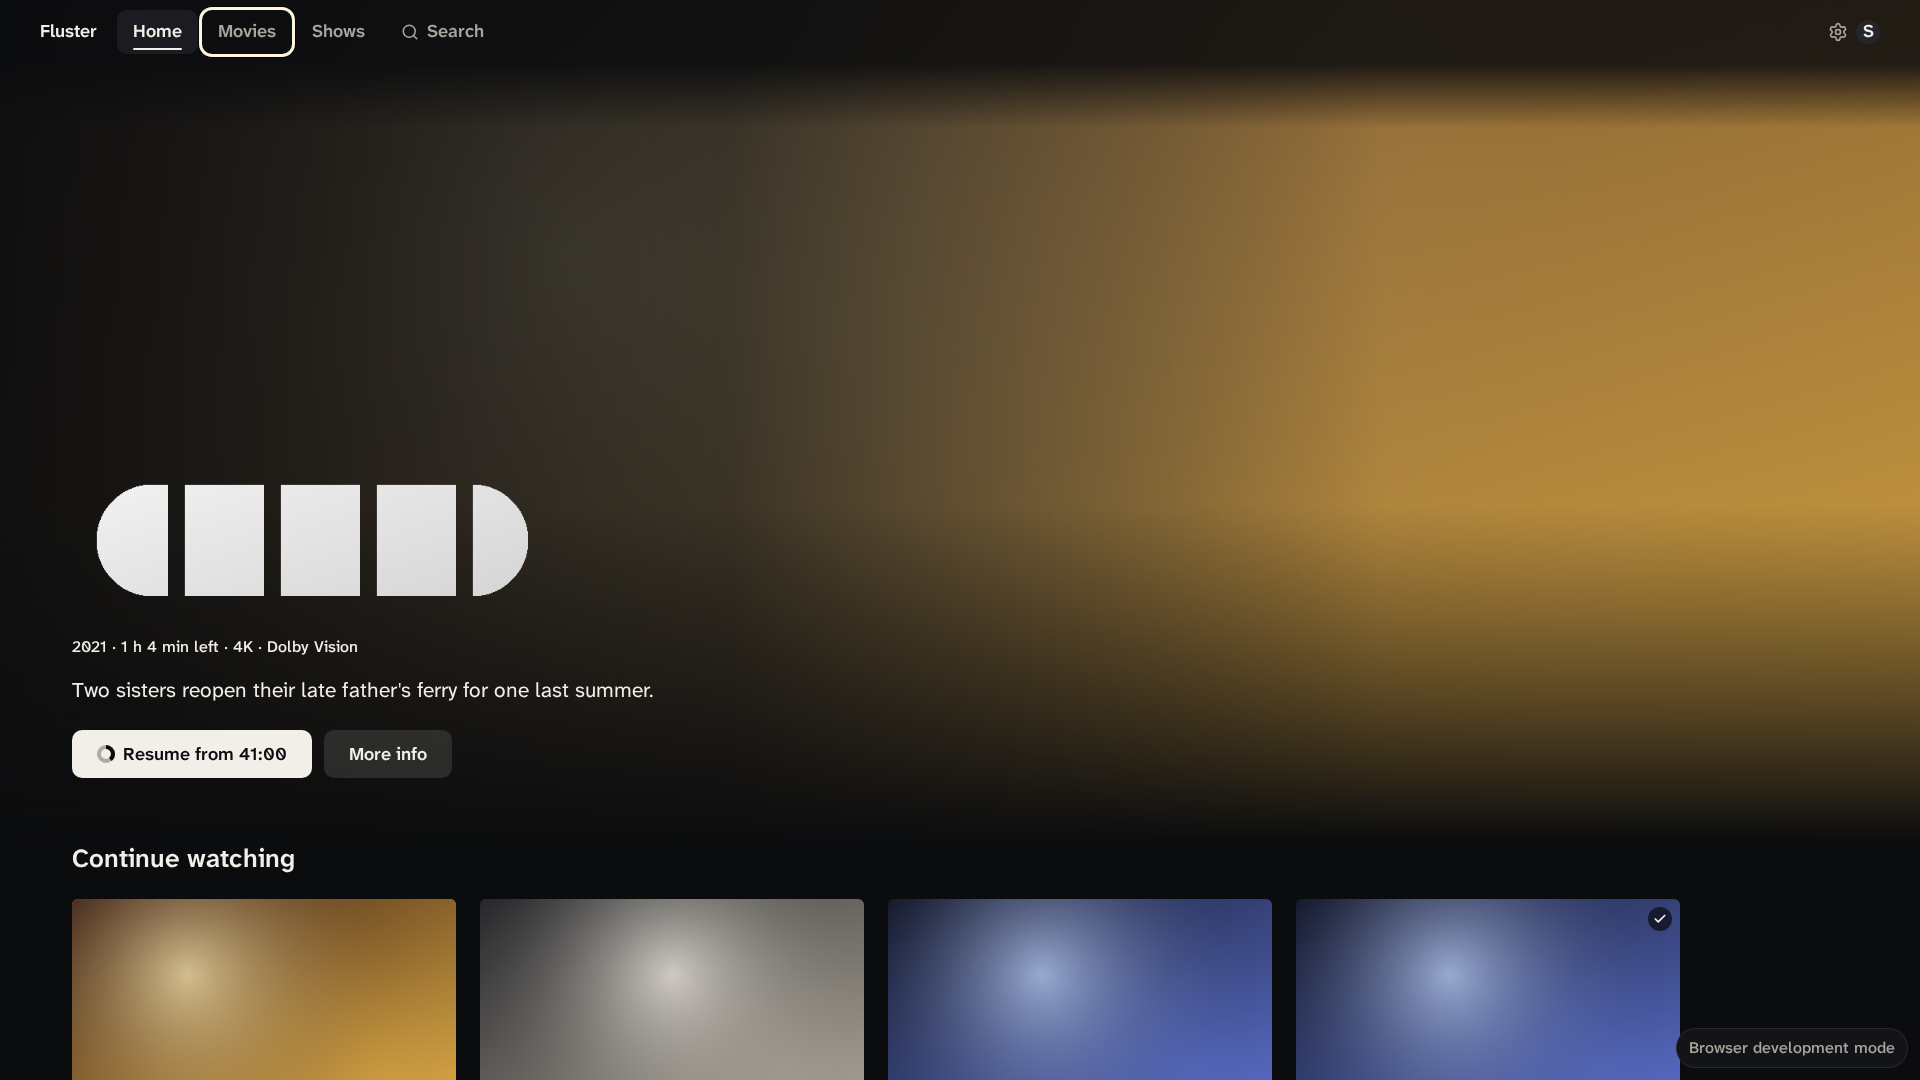 Fluster Home Movies Shows Search S
2021 · 1 h 4 min left · 4K · Dolby Vision
Two sisters reopen their late father's ferry for one last summer.
Resume from 41:00 More info
Continue watching
Browser development mode